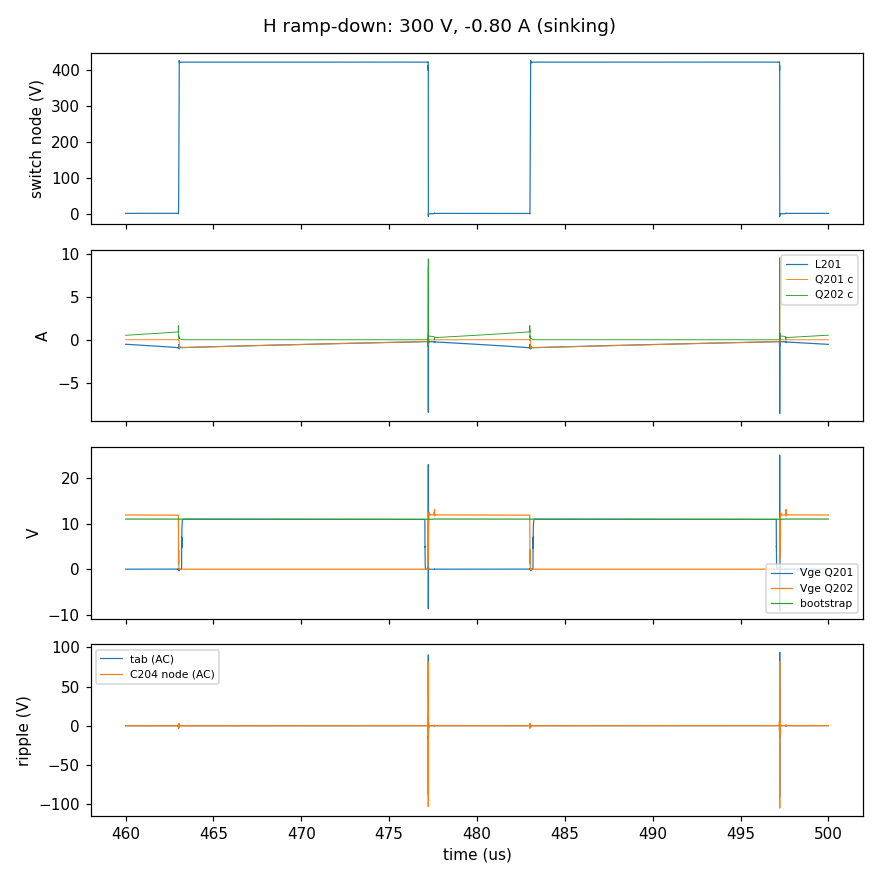 H ramp-down: 300 V, -0.80 A (sinking)
400
300
200
100
0
switch node (V)
10
5
0
−5
A
L201
Q201 c
Q202 c
20
10
0
−10
V
Vge Q201
Vge Q202
bootstrap
100
50
0
−50
−100
ripple (V)
tab (AC)
C204 node (AC)
460 465 470 475 480 485 490 495 500
time (us)